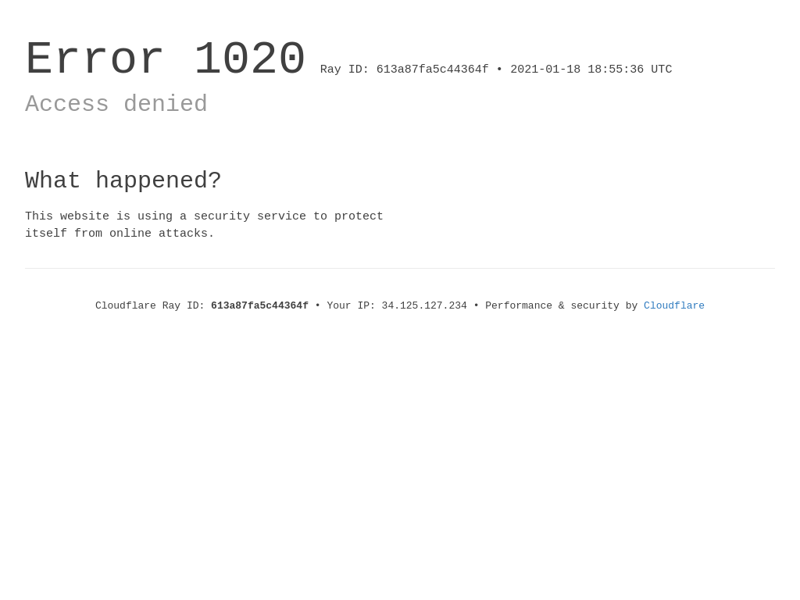 Error 1020 Ray ID: 613a87fa5c44364f • 2021-01-18 18:55:36 UTC
Access denied
What happened?
This website is using a security service to protect
itself from online attacks.
Cloudflare Ray ID: 613a87fa5c44364f • Your IP: 34.125.127.234 • Performance & security by Cloudflare